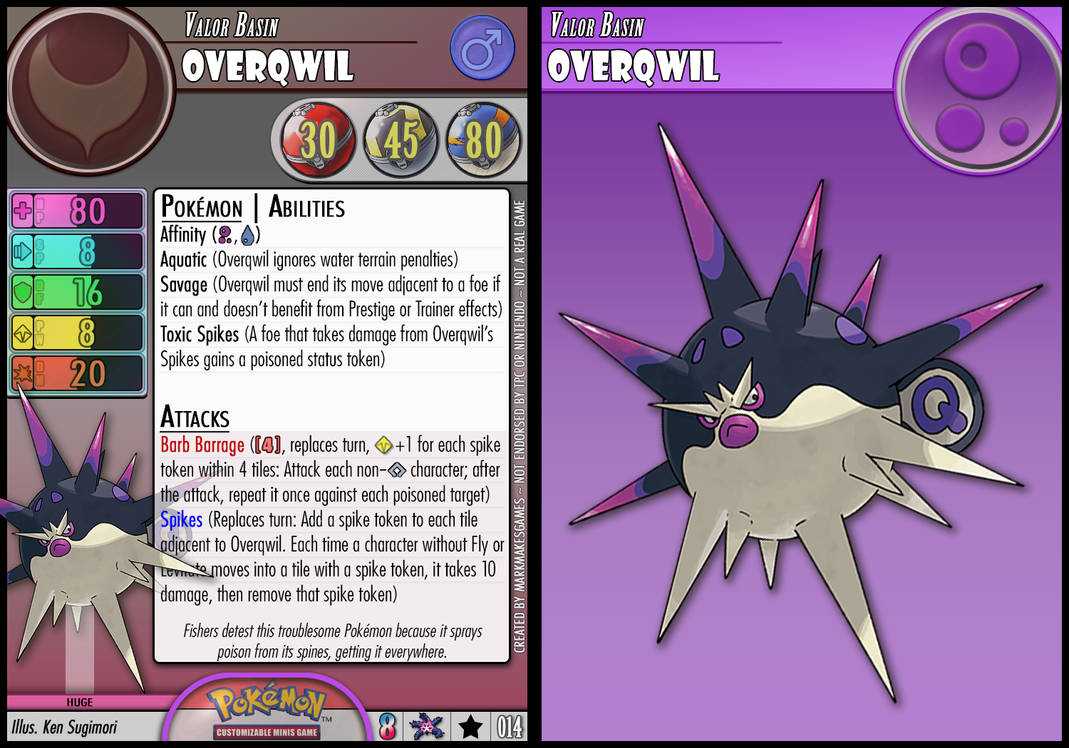 VALOR BASIN
OVERQWIL
30 45 80
HP 80
8
16
8
20
POKÉMON | ABILITIES
Affinity ( , )
Aquatic (Overqwil ignores water terrain penalties)
Savage (Overqwil must end its move adjacent to a foe if
it can and doesn't benefit from Prestige or Trainer effects)
Toxic Spikes (A foe that takes damage from Overqwil's
Spikes gains a poisoned status token)
ATTACKS
Barb Barrage ([4], replaces turn, +1 for each spike
token within 4 tiles: Attack each non- character; after
the attack, repeat it once against each poisoned target)
Spikes (Replaces turn: Add a spike token to each tile
adjacent to Overqwil. Each time a character without Fly or
Levitate moves into a tile with a spike token, it takes 10
damage, then remove that spike token)
Fishers detest this troublesome Pokémon because it sprays
poison from its spines, getting it everywhere.
CREATED BY MARKMAKESGAMES ~ NOT ENDORSED BY TPC OR NINTENDO ~ NOT A REAL GAME
HUGE
Illus. Ken Sugimori
POKÉMON TM
CUSTOMIZABLE MINIS GAME
8
014
VALOR BASIN
OVERQWIL
Q